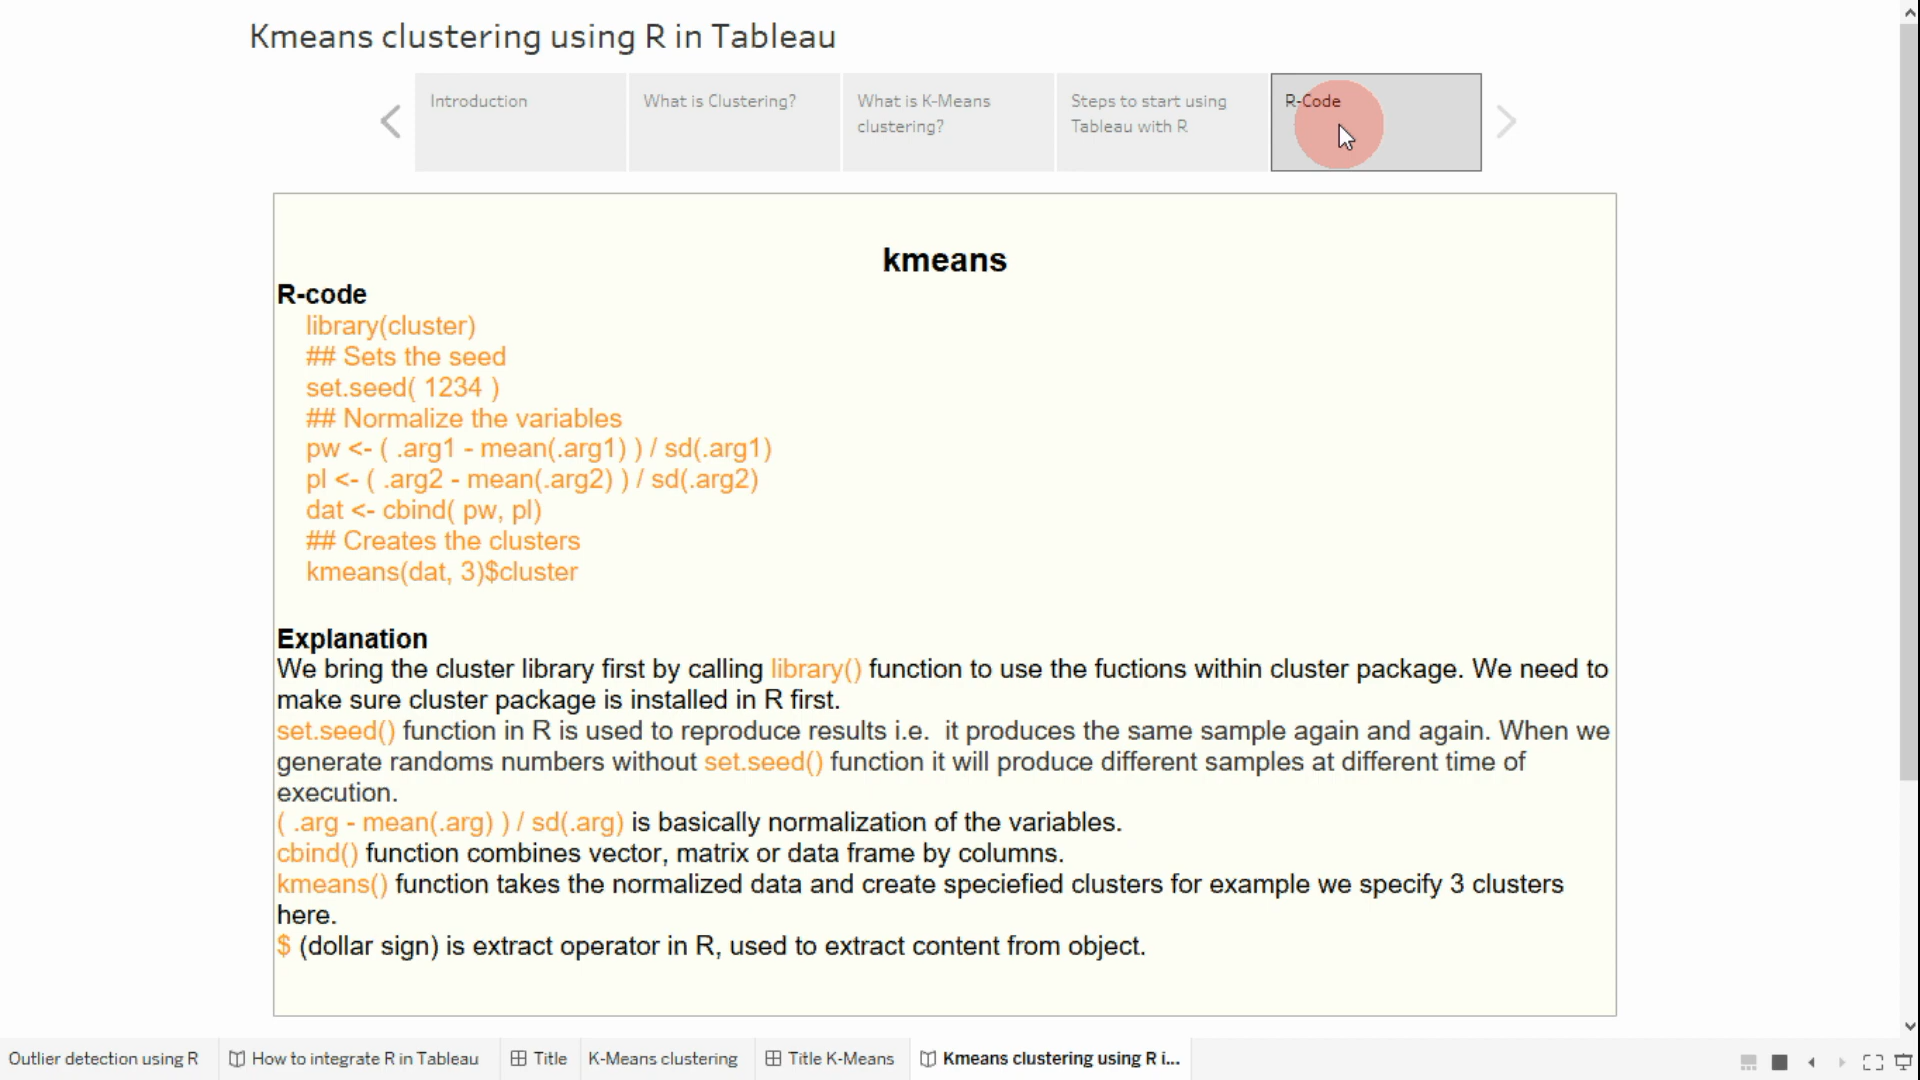 Kmeans clustering using R in Tableau
Introduction
What is Clustering?
What is K-Means
clustering?
Steps to start using
Tableau with R
R-Code
kmeans
R-code
library(cluster)
## Sets the seed
set.seed( 1234 )
## Normalize the variables
pw <- ( .arg1 - mean(.arg1) ) / sd(.arg1)
pl <- ( .arg2 - mean(.arg2) ) / sd(.arg2)
dat <- cbind( pw, pl)
## Creates the clusters
kmeans(dat, 3)$cluster
Explanation
We bring the cluster library first by calling library() function to use the fuctions within cluster package. We need to
make sure cluster package is installed in R first.
set.seed() function in R is used to reproduce results i.e.  it produces the same sample again and again. When we
generate randoms numbers without set.seed() function it will produce different samples at different time of
execution.
( .arg - mean(.arg) ) / sd(.arg) is basically normalization of the variables.
cbind() function combines vector, matrix or data frame by columns.
kmeans() function takes the normalized data and create speciefied clusters for example we specify 3 clusters
here.
$ (dollar sign) is extract operator in R, used to extract content from object.
Outlier detection using R
How to integrate R in Tableau
Title
K-Means clustering
Title K-Means
Kmeans clustering using R i...